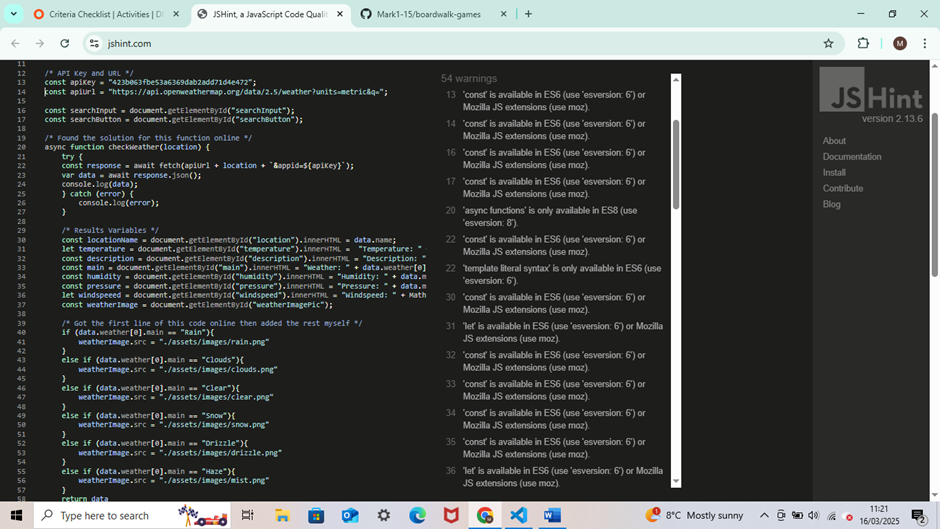 Criteria Checklist | Activities | DI
JSHint, a JavaScript Code Quali
Mark1-15/boardwalk-games
jshint.com
M
11
12 /* API Key and URL */
13 const apiKey = "423b063fbe53a6369dab2add71d4e472";
14 const apiUrl = "https://api.openweathermap.org/data/2.5/weather?units=metric&q=";
15
16 const searchInput = document.getElementById("searchInput");
17 const searchButton = document.getElementById("searchButton");
18
19 /* Found the solution for this function online */
20 async function checkWeather(location) {
21 try {
22 const response = await fetch(apiUrl + location + `&appid=${apiKey}`);
23 var data = await response.json();
24 console.log(data);
25 } catch (error) {
26 console.log(error);
27 }
28
29 /* Results Variables */
30 const locationName = document.getElementById("location").innerHTML = data.name;
31 let temperature = document.getElementById("temperature").innerHTML = "Temperature: "
32 const description = document.getElementById("description").innerHTML = "Description: "
33 const main = document.getElementById("main").innerHTML = "Weather: " + data.weather[0]
34 const humidity = document.getElementById("humidity").innerHTML = "Humidity: " + data.m
35 const pressure = document.getElementById("pressure").innerHTML = "Pressure: " + data.m
36 let windspeed = document.getElementById("windspeed").innerHTML = "Windspeed: " + Math
37 const weatherImage = document.getElementById("weatherImagePic");
38
39 /* Got the first line of this code online then added the rest myself */
40 if (data.weather[0].main == "Rain"){
41 weatherImage.src = "./assets/images/rain.png"
42 }
43 else if (data.weather[0].main == "Clouds"){
44 weatherImage.src = "./assets/images/clouds.png"
45 }
46 else if (data.weather[0].main == "Clear"){
47 weatherImage.src = "./assets/images/clear.png"
48 }
49 else if (data.weather[0].main == "Snow"){
50 weatherImage.src = "./assets/images/snow.png"
51 }
52 else if (data.weather[0].main == "Drizzle"){
53 weatherImage.src = "./assets/images/drizzle.png"
54 }
55 else if (data.weather[0].main == "Haze"){
56 weatherImage.src = "./assets/images/mist.png"
57 }
58 return data
54 warnings
13 'const' is available in ES6 (use 'esversion: 6') or
Mozilla JS extensions (use moz).
14 'const' is available in ES6 (use 'esversion: 6') or
Mozilla JS extensions (use moz).
16 'const' is available in ES6 (use 'esversion: 6') or
Mozilla JS extensions (use moz).
17 'const' is available in ES6 (use 'esversion: 6') or
Mozilla JS extensions (use moz).
20 'async functions' is only available in ES8 (use
'esversion: 8').
22 'const' is available in ES6 (use 'esversion: 6') or
Mozilla JS extensions (use moz).
22 'template literal syntax' is only available in ES6 (use
'esversion: 6').
30 'const' is available in ES6 (use 'esversion: 6') or
Mozilla JS extensions (use moz).
31 'let' is available in ES6 (use 'esversion: 6') or Mozilla
JS extensions (use moz).
32 'const' is available in ES6 (use 'esversion: 6') or
Mozilla JS extensions (use moz).
33 'const' is available in ES6 (use 'esversion: 6') or
Mozilla JS extensions (use moz).
34 'const' is available in ES6 (use 'esversion: 6') or
Mozilla JS extensions (use moz).
35 'const' is available in ES6 (use 'esversion: 6') or
Mozilla JS extensions (use moz).
36 'let' is available in ES6 (use 'esversion: 6') or Mozilla
JS extensions (use moz).
JSHint
version 2.13.6
About
Documentation
Install
Contribute
Blog
Type here to search
8°C Mostly sunny
11:21
16/03/2025
2